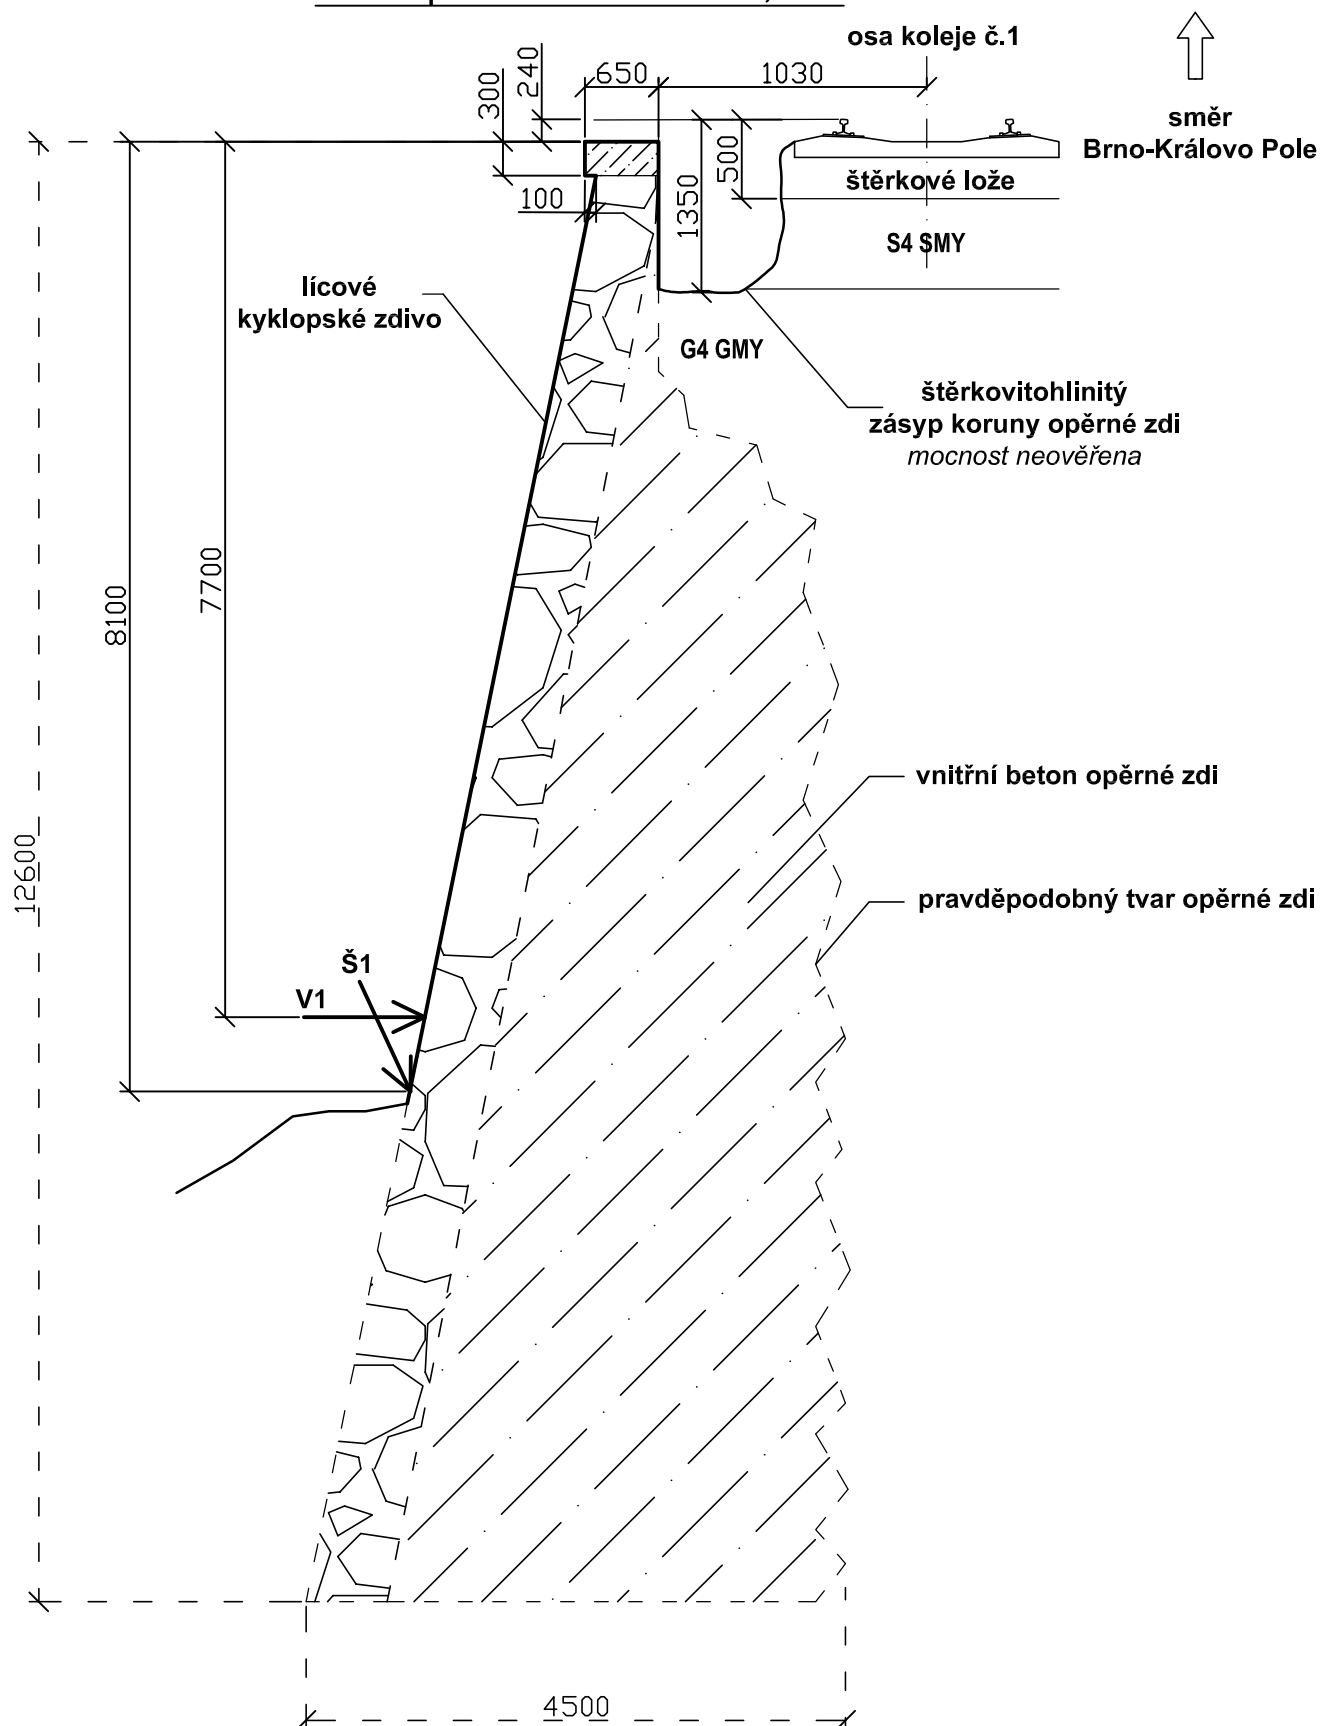 osa koleje č.1
240
650
1030
300
směr
Brno-Královo Pole
500
štěrkové lože
100
1350
S4 SMY
lícové
kyklopské zdivo
G4 GMY
štěrkovitohlinitý
zásyp koruny opěrné zdi
mocnost neověřena
7700
8100
vnitřní beton opěrné zdi
12600
pravděpodobný tvar opěrné zdi
Š1
V1
4500